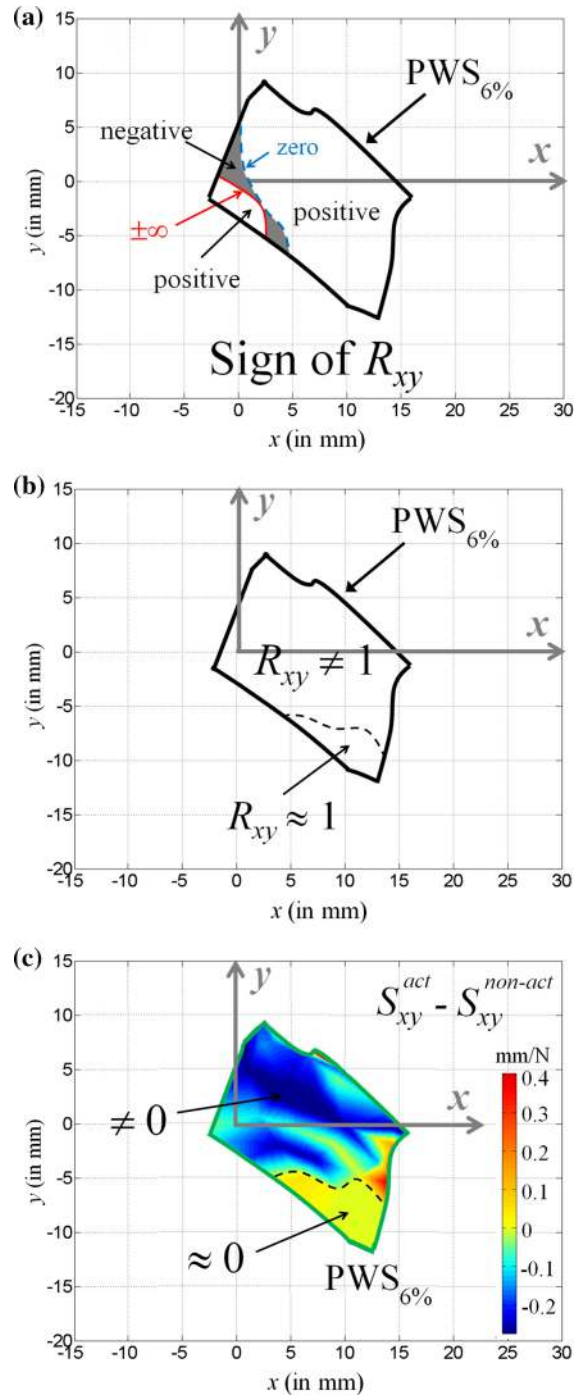 (a)
y
15
10
5
0
-5
-10
-15
-20
-15
-10
-5
0
5
10
15
20
25
30
x (in mm)
y (in mm)
PWS6%
negative
zero
x
±∞
positive
positive
Sign of Rxy
(b)
y
15
10
5
0
-5
-10
-15
-20
-15
-10
-5
0
5
10
15
20
25
30
x (in mm)
y (in mm)
PWS6%
x
Rxy ≠ 1
Rxy ≈ 1
(c)
y
15
10
5
0
-5
-10
-15
-20
-15
-10
-5
0
5
10
15
20
25
30
x (in mm)
y (in mm)
Sxy^act - Sxy^non-act
mm/N
0.4
0.3
0.2
0.1
0
-0.1
-0.2
x
≠ 0
≈ 0
PWS6%